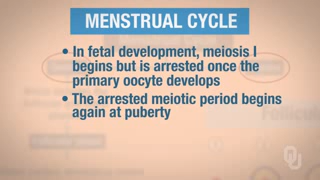 MENSTRUAL CYCLE
• In fetal development, meiosis I
begins but is arrested once the
primary oocyte develops
• The arrested meiotic period begins
again at puberty